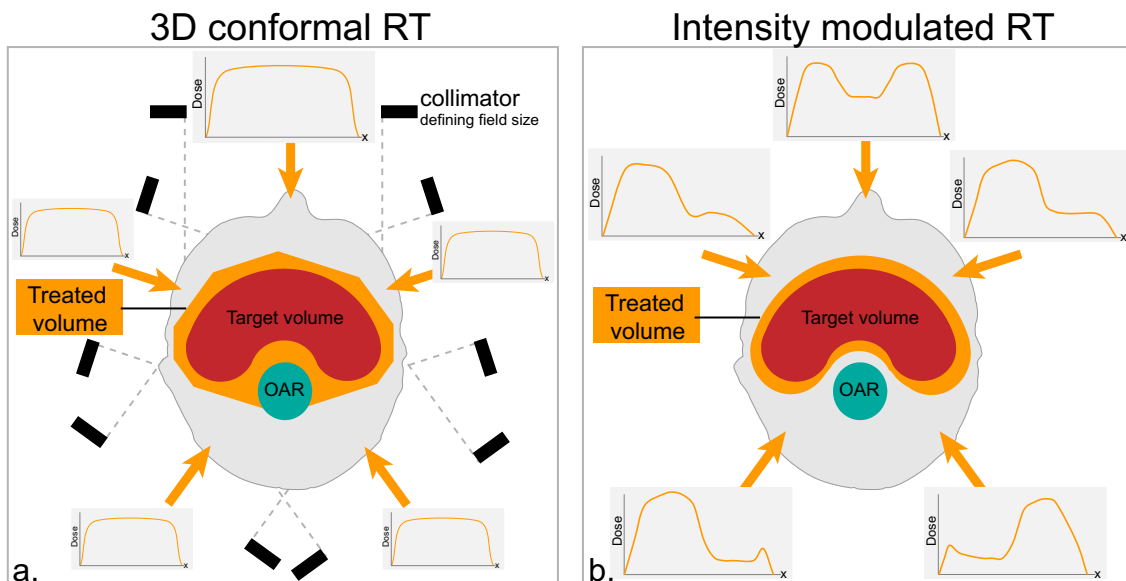 3D conformal RT
Intensity modulated RT
Dose
x
collimator
defining field size
Dose
x
Dose
x
Treated
volume
Target volume
OAR
Dose
x
Dose
x
a.
Dose
x
Dose
x
Dose
x
Treated
volume
Target volume
OAR
Dose
x
Dose
x
b.